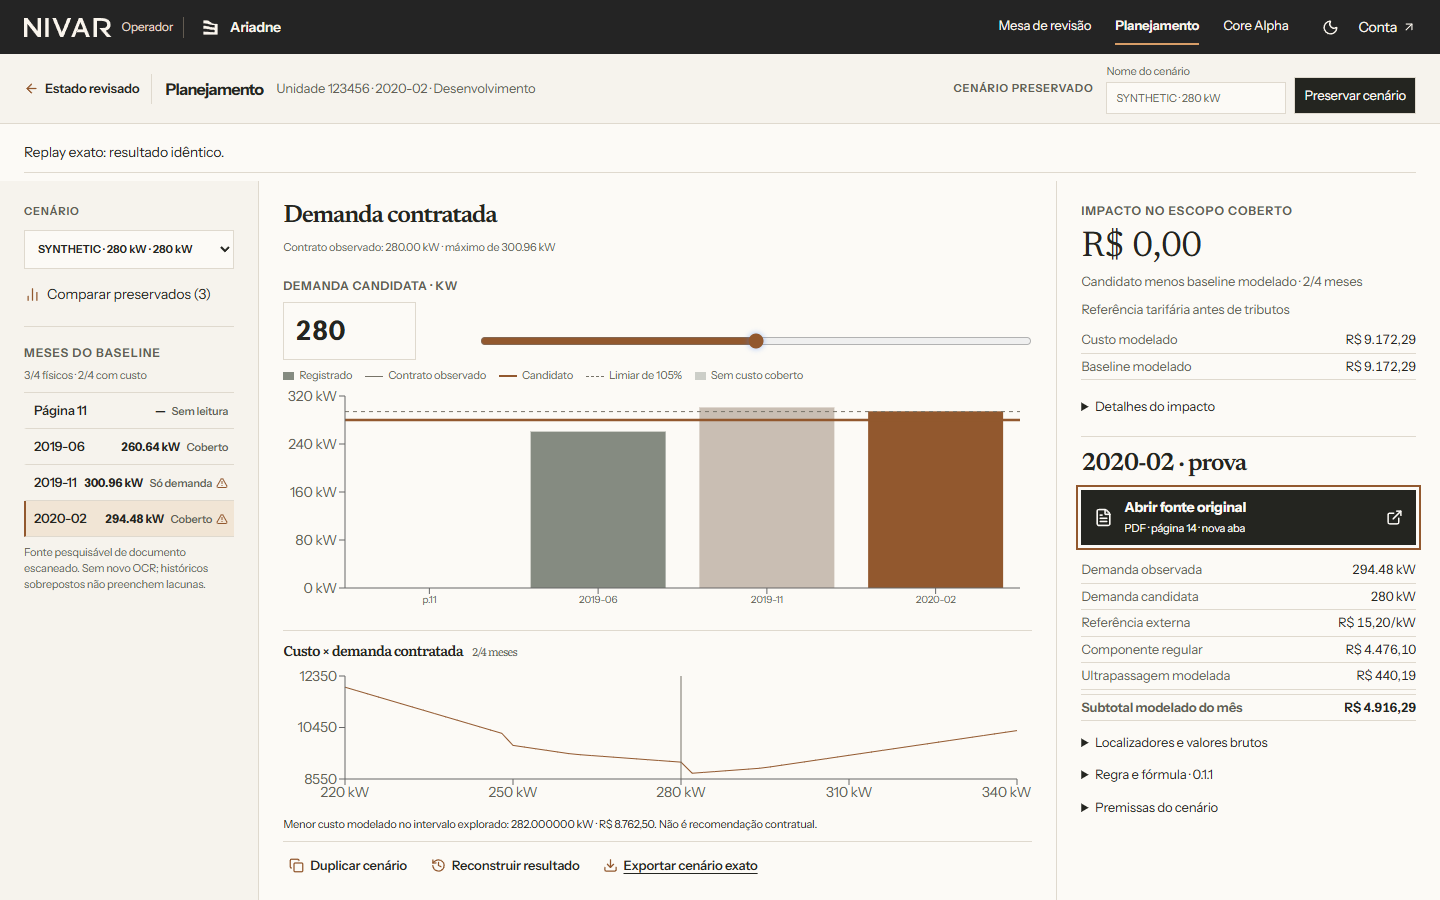 NIVAR Operador Ariadne Mesa de revisão Planejamento Core Alpha Conta
Estado revisado Planejamento Unidade 123456 · 2020-02 · Desenvolvimento CENÁRIO PRESERVADO
Nome do cenário
SYNTHETIC · 280 kW
Preservar cenário
Replay exato: resultado idêntico.
CENÁRIO
SYNTHETIC · 280 kW · 280 kW
Comparar preservados (3)
MESES DO BASELINE
3/4 físicos · 2/4 com custo
Página 11 — Sem leitura
2019-06 260.64 kW Coberto
2019-11 300.96 kW Só demanda
2020-02 294.48 kW Coberto
Fonte pesquisável de documento
escaneado. Sem novo OCR; históricos
sobrepostos não preenchem lacunas.
Demanda contratada
Contrato observado: 280.00 kW · máximo de 300.96 kW
DEMANDA CANDIDATA · KW
280
Registrado Contrato observado Candidato Limiar de 105% Sem custo coberto
320 kW
240 kW
160 kW
80 kW
0 kW
p.11 2019-06 2019-11 2020-02
Custo × demanda contratada 2/4 meses
12350
10450
8550
220 kW 250 kW 280 kW 310 kW 340 kW
Menor custo modelado no intervalo explorado: 282.000000 kW · R$ 8.762,50. Não é recomendação contratual.
Duplicar cenário Reconstruir resultado Exportar cenário exato
IMPACTO NO ESCOPO COBERTO
R$ 0,00
Candidato menos baseline modelado · 2/4 meses
Referência tarifária antes de tributos
Custo modelado R$ 9.172,29
Baseline modelado R$ 9.172,29
Detalhes do impacto
2020-02 · prova
Abrir fonte original
PDF · página 14 · nova aba
Demanda observada 294.48 kW
Demanda candidata 280 kW
Referência externa R$ 15,20/kW
Componente regular R$ 4.476,10
Ultrapassagem modelada R$ 440,19
Subtotal modelado do mês R$ 4.916,29
Localizadores e valores brutos
Regra e fórmula · 0.1.1
Premissas do cenário